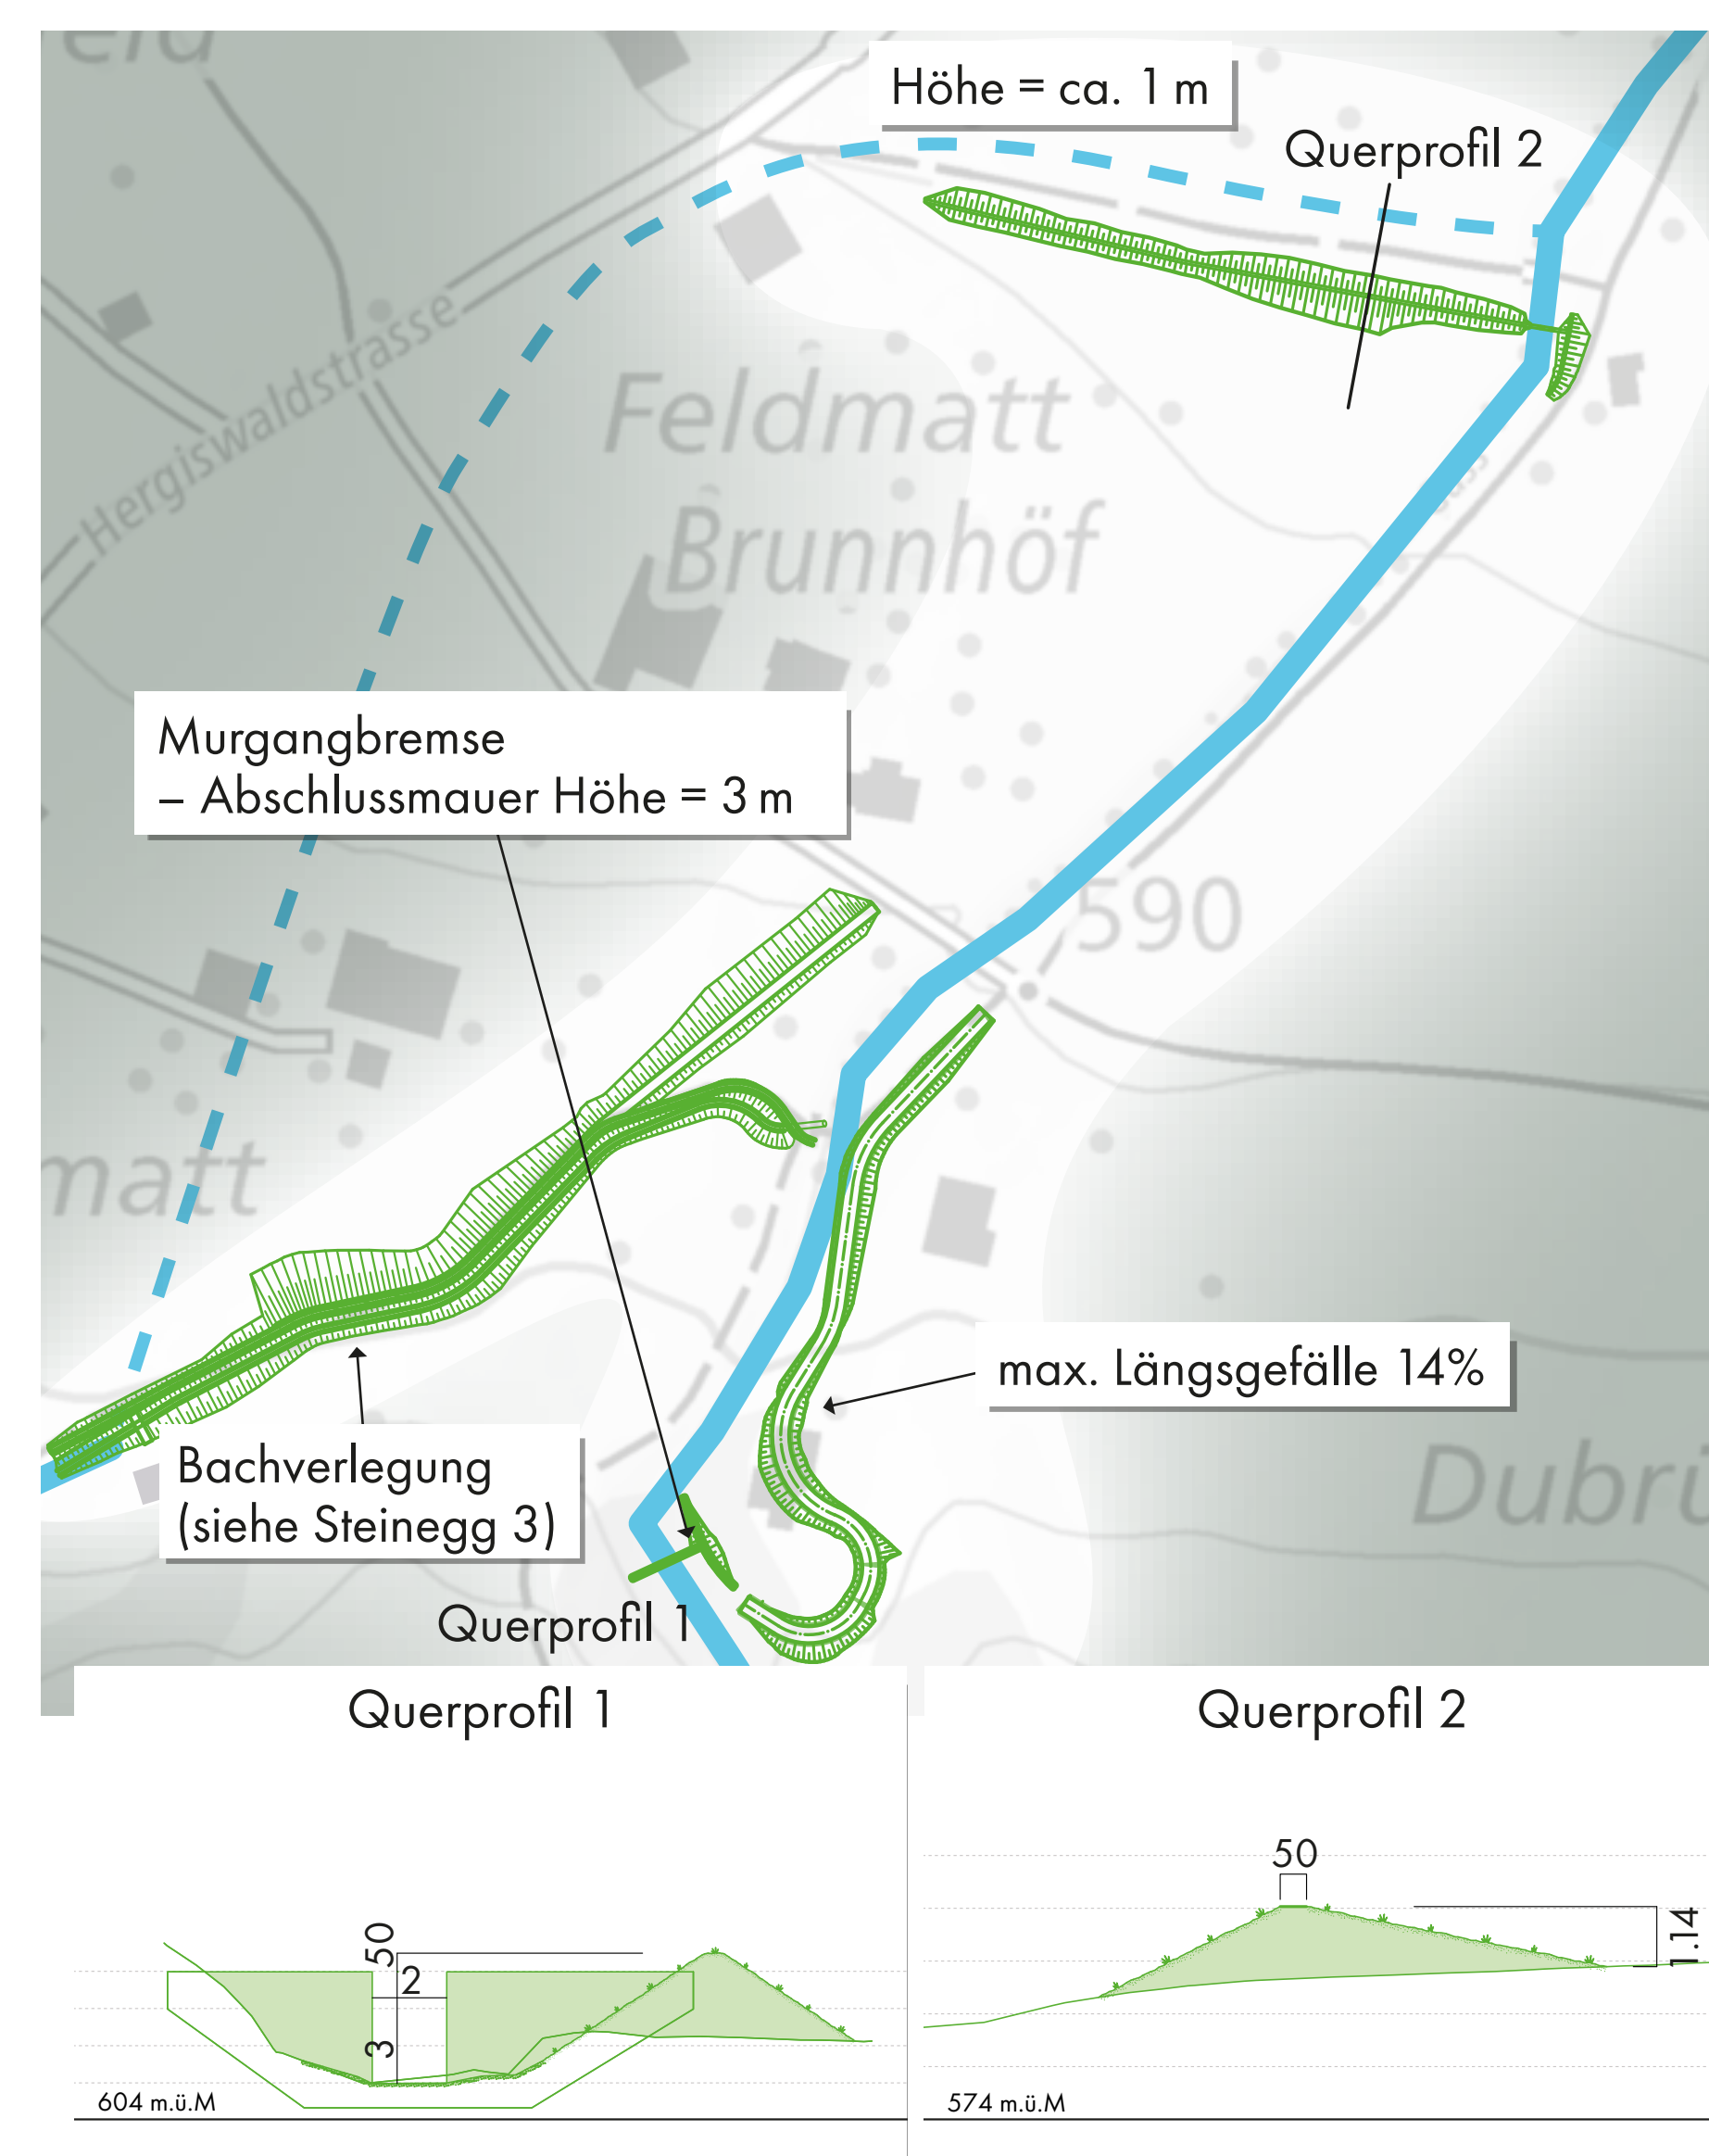 Höhe = ca. 1 m
Querprofil 2
Hergiswaldstrasse
Feldmatt
Brunnhöf
Murgangbremse
– Abschlussmauer Höhe = 3 m
590
matt
max. Längsgefälle 14%
Bachverlegung
(siehe Steinegg 3)
Dubrü
Querprofil 1
Querprofil 1
50
2
3
604 m.ü.M
Querprofil 2
50
1.14
574 m.ü.M